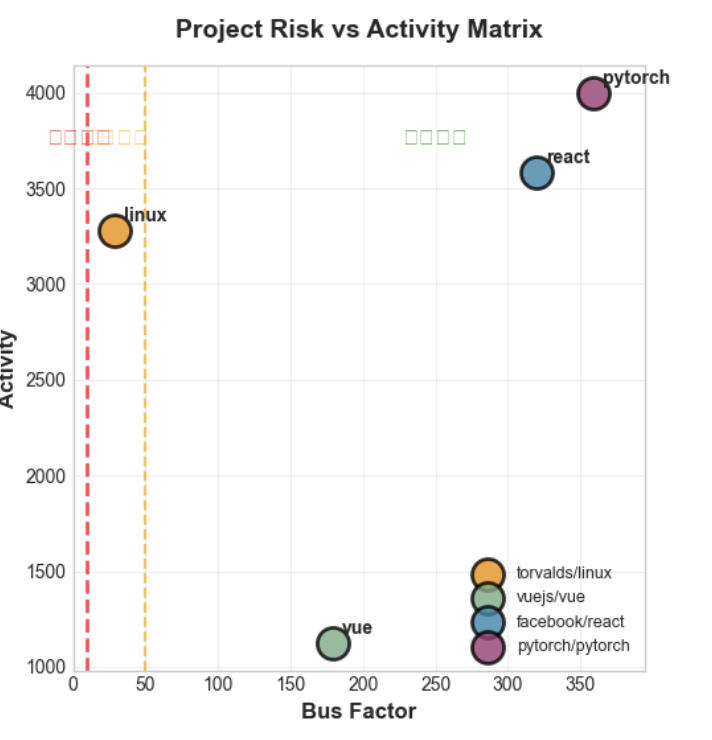 Project Risk vs Activity Matrix
4000
3500
3000
2500
2000
1500
1000
Activity
pytorch
react
linux
vue
torvalds/linux
vuejs/vue
facebook/react
pytorch/pytorch
0 50 100 150 200 250 300 350
Bus Factor